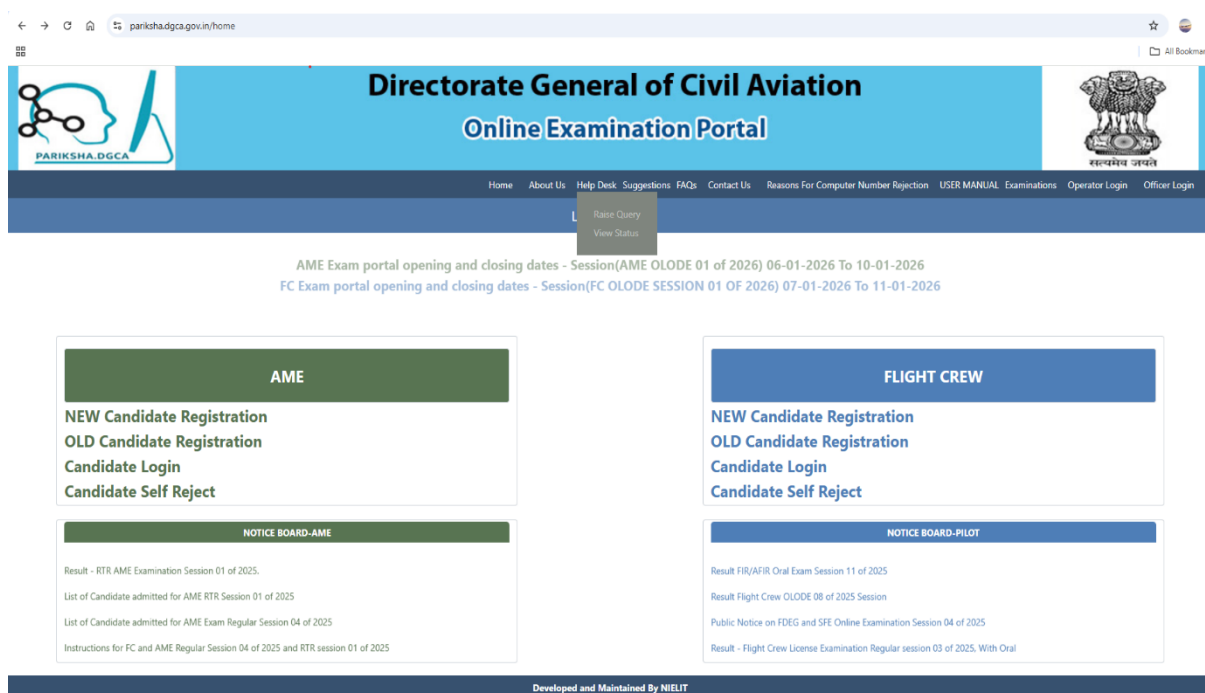 pariksha.dgca.gov.in/home
All Bookmar
Directorate General of Civil Aviation
Online Examination Portal
PARIKSHA.DGCA
सत्यमेव जयते
Home About Us Help Desk Suggestions FAQs Contact Us Reasons For Computer Number Rejection USER MANUAL Examinations Operator Login Officer Login
L
Raise Query
View Status
AME Exam portal opening and closing dates - Session(AME OLODE 01 of 2026) 06-01-2026 To 10-01-2026
FC Exam portal opening and closing dates - Session(FC OLODE SESSION 01 OF 2026) 07-01-2026 To 11-01-2026
AME
NEW Candidate Registration
OLD Candidate Registration
Candidate Login
Candidate Self Reject
FLIGHT CREW
NEW Candidate Registration
OLD Candidate Registration
Candidate Login
Candidate Self Reject
NOTICE BOARD-AME
Result - RTR AME Examination Session 01 of 2025.
List of Candidate admitted for AME RTR Session 01 of 2025
List of Candidate admitted for AME Exam Regular Session 04 of 2025
Instructions for FC and AME Regular Session 04 of 2025 and RTR session 01 of 2025
NOTICE BOARD-PILOT
Result FIR/AFIR Oral Exam Session 11 of 2025
Result Flight Crew OLODE 08 of 2025 Session
Public Notice on FDEG and SFE Online Examination Session 04 of 2025
Result - Flight Crew License Examination Regular session 03 of 2025. With Oral
Developed and Maintained By NIELIT